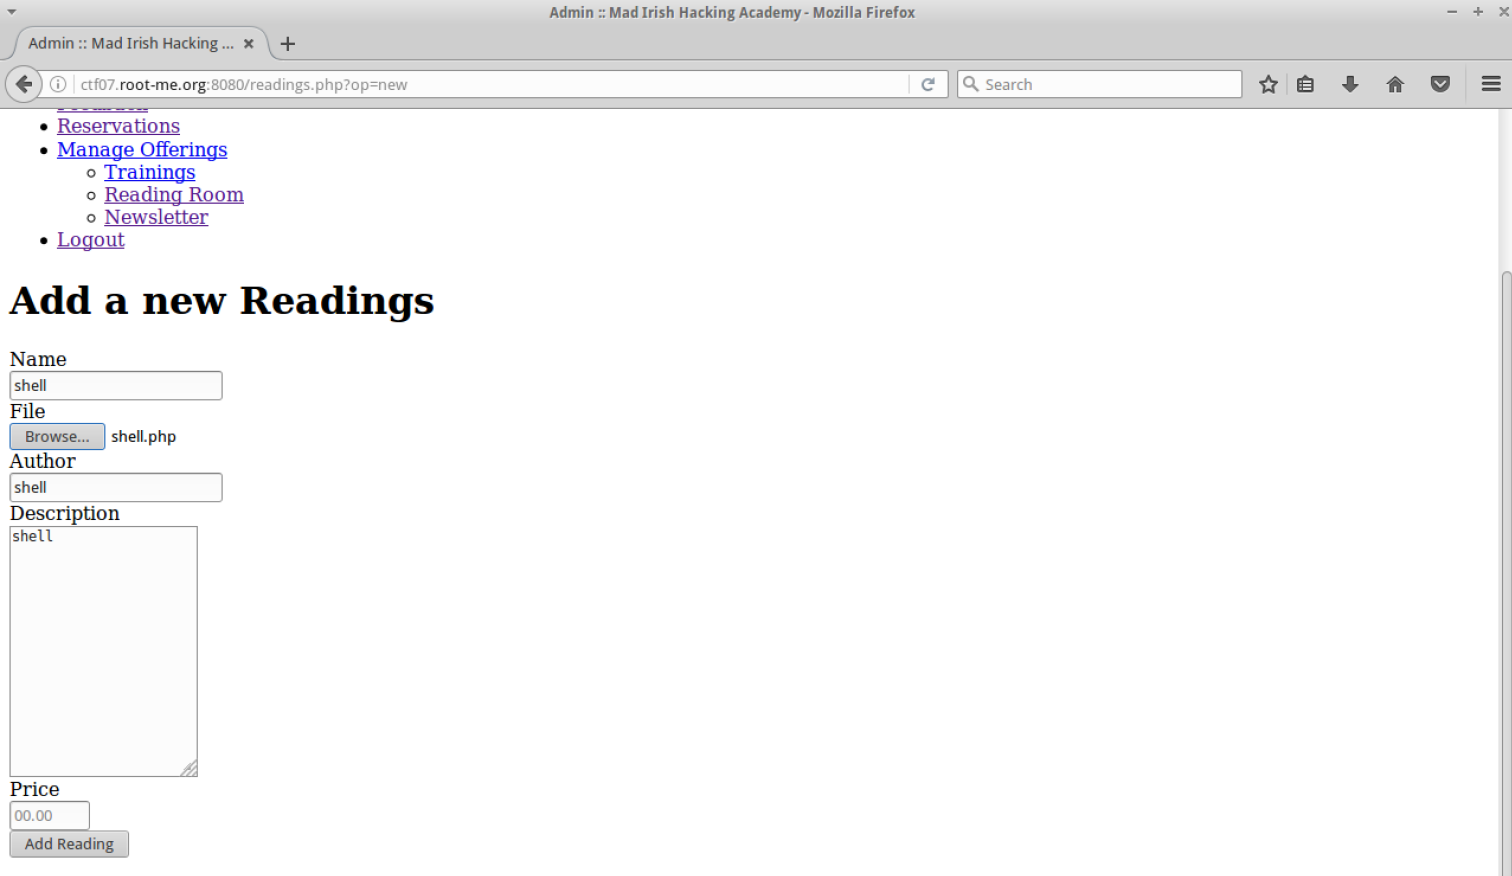 Admin :: Mad Irish Hacking Academy - Mozilla Firefox
Admin :: Mad Irish Hacking ...
ctf07.root-me.org:8080/readings.php?op=new
Search
Reservations
Manage Offerings
Trainings
Reading Room
Newsletter
Logout
Add a new Readings
Name
shell
File
Browse... shell.php
Author
shell
Description
shell
Price
00.00
Add Reading